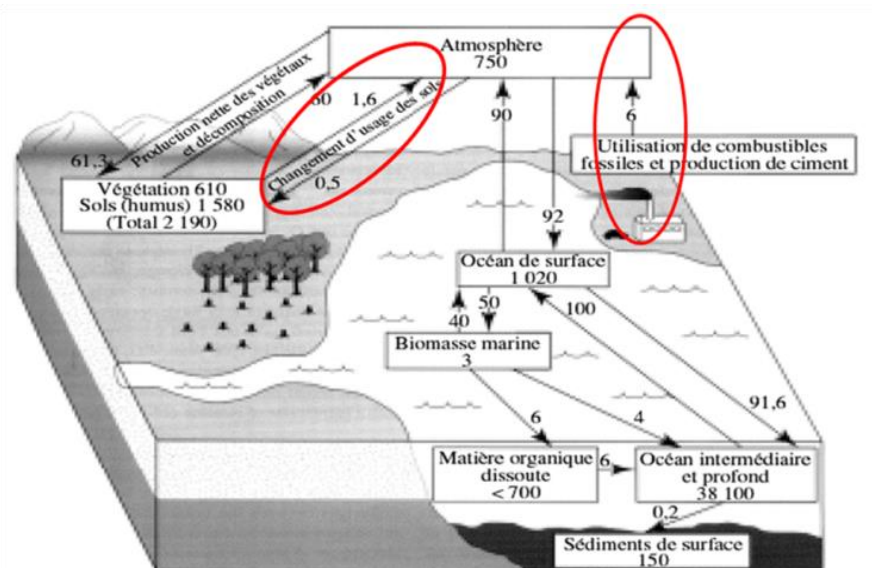 Atmosphère
750
Production nette des végétaux
et décomposition
60
1,6
Changement d'usage des sols
0,5
61,3
Végétation 610
Sols (humus) 1 580
(Total 2 190)
90
92
6
Utilisation de combustibles
fossiles et production de ciment
Océan de surface
1 020
50
40
100
Biomasse marine
3
6
4
91,6
Matière organique
dissoute
< 700
6
Océan intermédiaire
et profond
38 100
0,2
Sédiments de surface
150